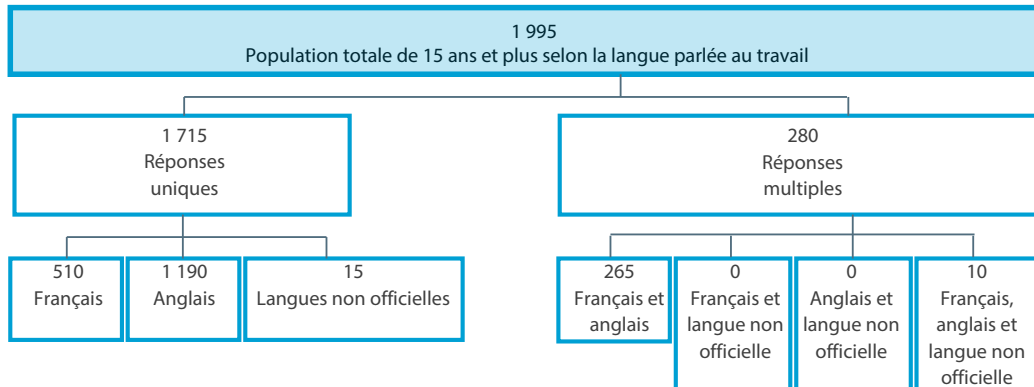 1 995
Population totale de 15 ans et plus selon la langue parlée au travail
1 715
Réponses
uniques
280
Réponses
multiples
510
Français
1 190
Anglais
15
Langues non officielles
265
Français et
anglais
0
Français et
langue non
officielle
0
Anglais et
langue non
officielle
10
Français,
anglais et
langue non
officielle